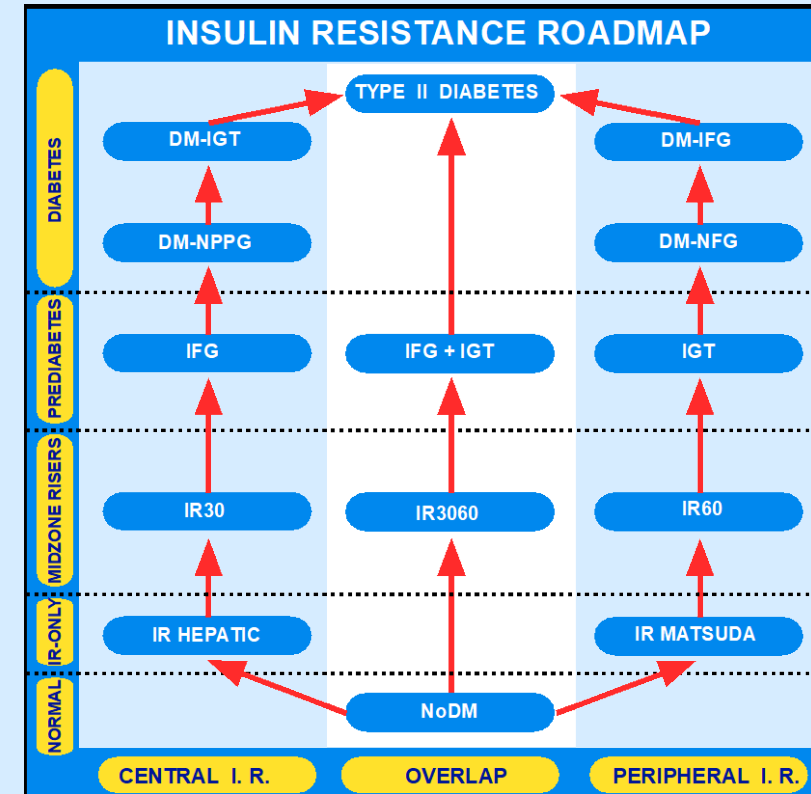 INSULIN RESISTANCE ROADMAP
DIABETES
TYPE II DIABETES
DM-IGT
DM-IFG
DM-NPPG
DM-NFG
PREDIABETES
IFG
IFG + IGT
IGT
MIDZONE RISERS
IR30
IR3060
IR60
IR-ONLY
IR HEPATIC
IR MATSUDA
NORMAL
NoDM
CENTRAL I. R.
OVERLAP
PERIPHERAL I. R.